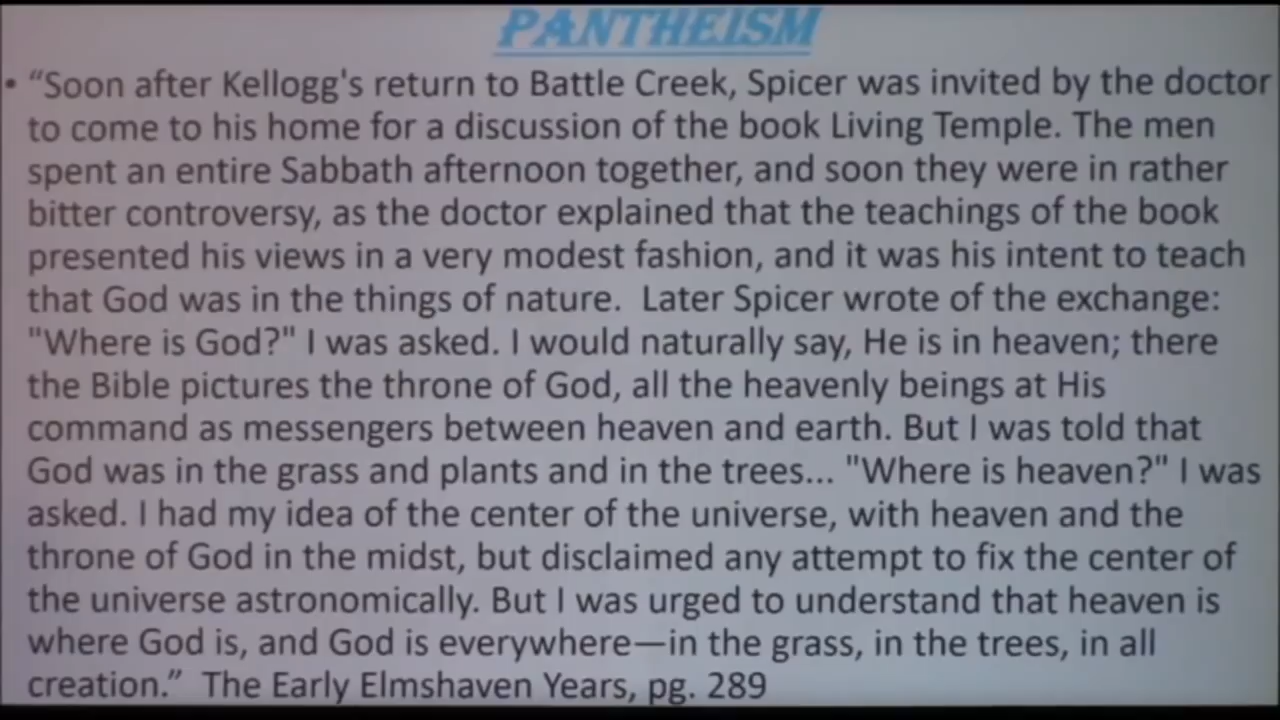 PANTHEISM
• “Soon after Kellogg's return to Battle Creek, Spicer was invited by the doctor
to come to his home for a discussion of the book Living Temple. The men
spent an entire Sabbath afternoon together, and soon they were in rather
bitter controversy, as the doctor explained that the teachings of the book
presented his views in a very modest fashion, and it was his intent to teach
that God was in the things of nature.  Later Spicer wrote of the exchange:
"Where is God?" I was asked. I would naturally say, He is in heaven; there
the Bible pictures the throne of God, all the heavenly beings at His
command as messengers between heaven and earth. But I was told that
God was in the grass and plants and in the trees... "Where is heaven?" I was
asked. I had my idea of the center of the universe, with heaven and the
throne of God in the midst, but disclaimed any attempt to fix the center of
the universe astronomically. But I was urged to understand that heaven is
where God is, and God is everywhere—in the grass, in the trees, in all
creation.”  The Early Elmshaven Years, pg. 289